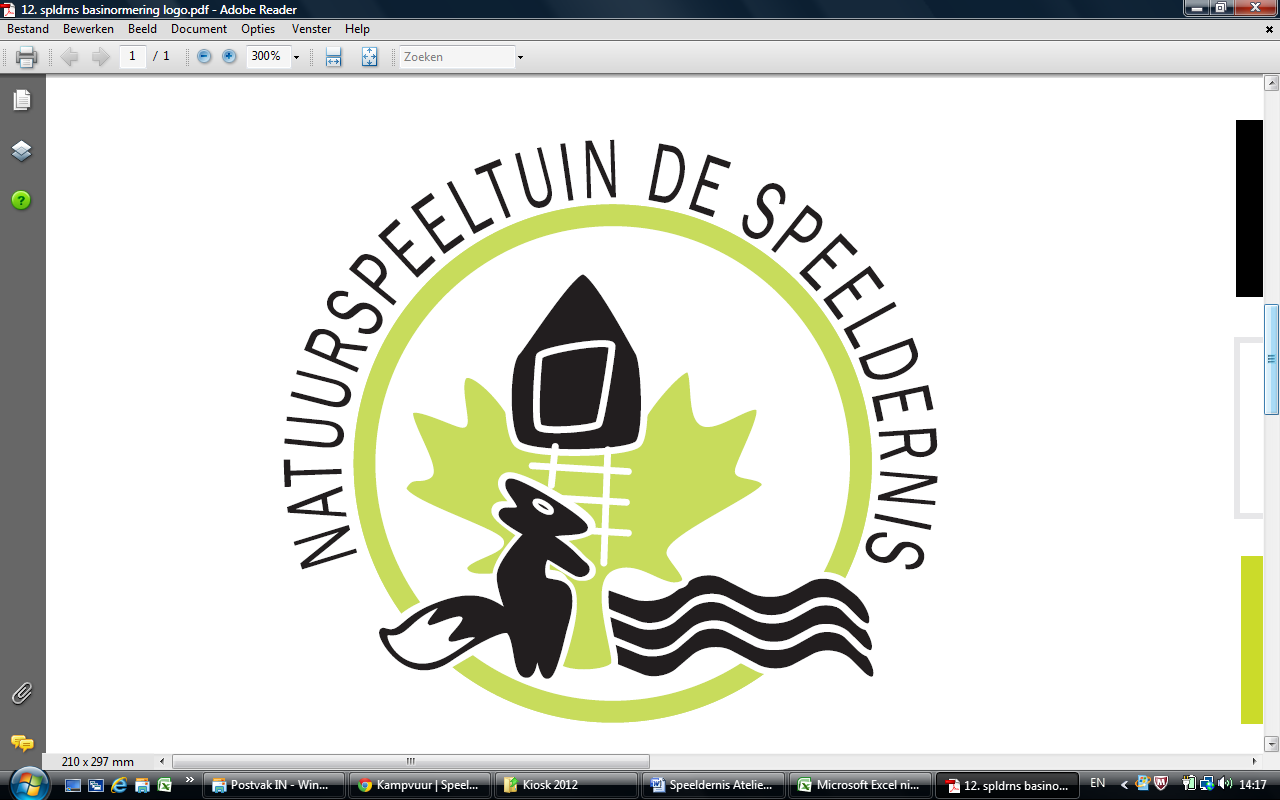 12. spldrns basinormering logo.pdf - Adobe Reader
Bestand Bewerken Beeld Document Opties Venster Help
1 / 1 300% Zoeken
NATUURSPEELTUIN DE SPEELDERNIS
210 x 297 mm
Postvak IN - Win... Kampvuur | Speel... Kiosk 2012 Speeldernis Atelie... Microsoft Excel ni... 12. spldrns basino... EN 14:17